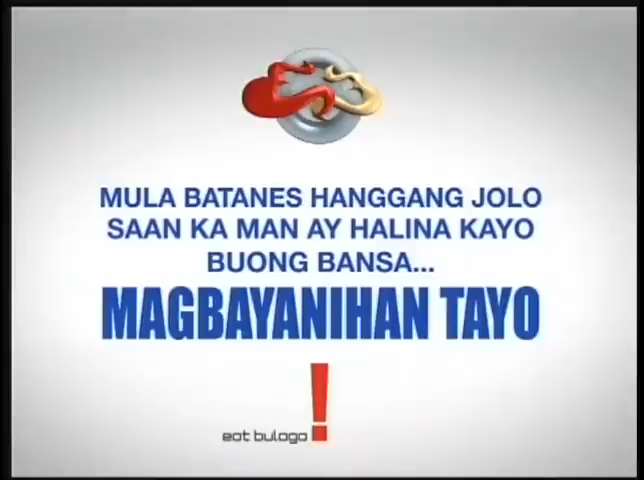 MULA BATANES HANGGANG JOLO
SAAN KA MAN AY HALINA KAYO
BUONG BANSA...
MAGBAYANIHAN TAYO
eat bulaga!